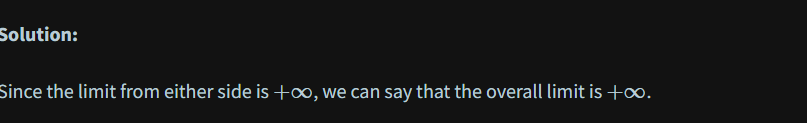 Solution:
Since the limit from either side is +∞, we can say that the overall limit is +∞.